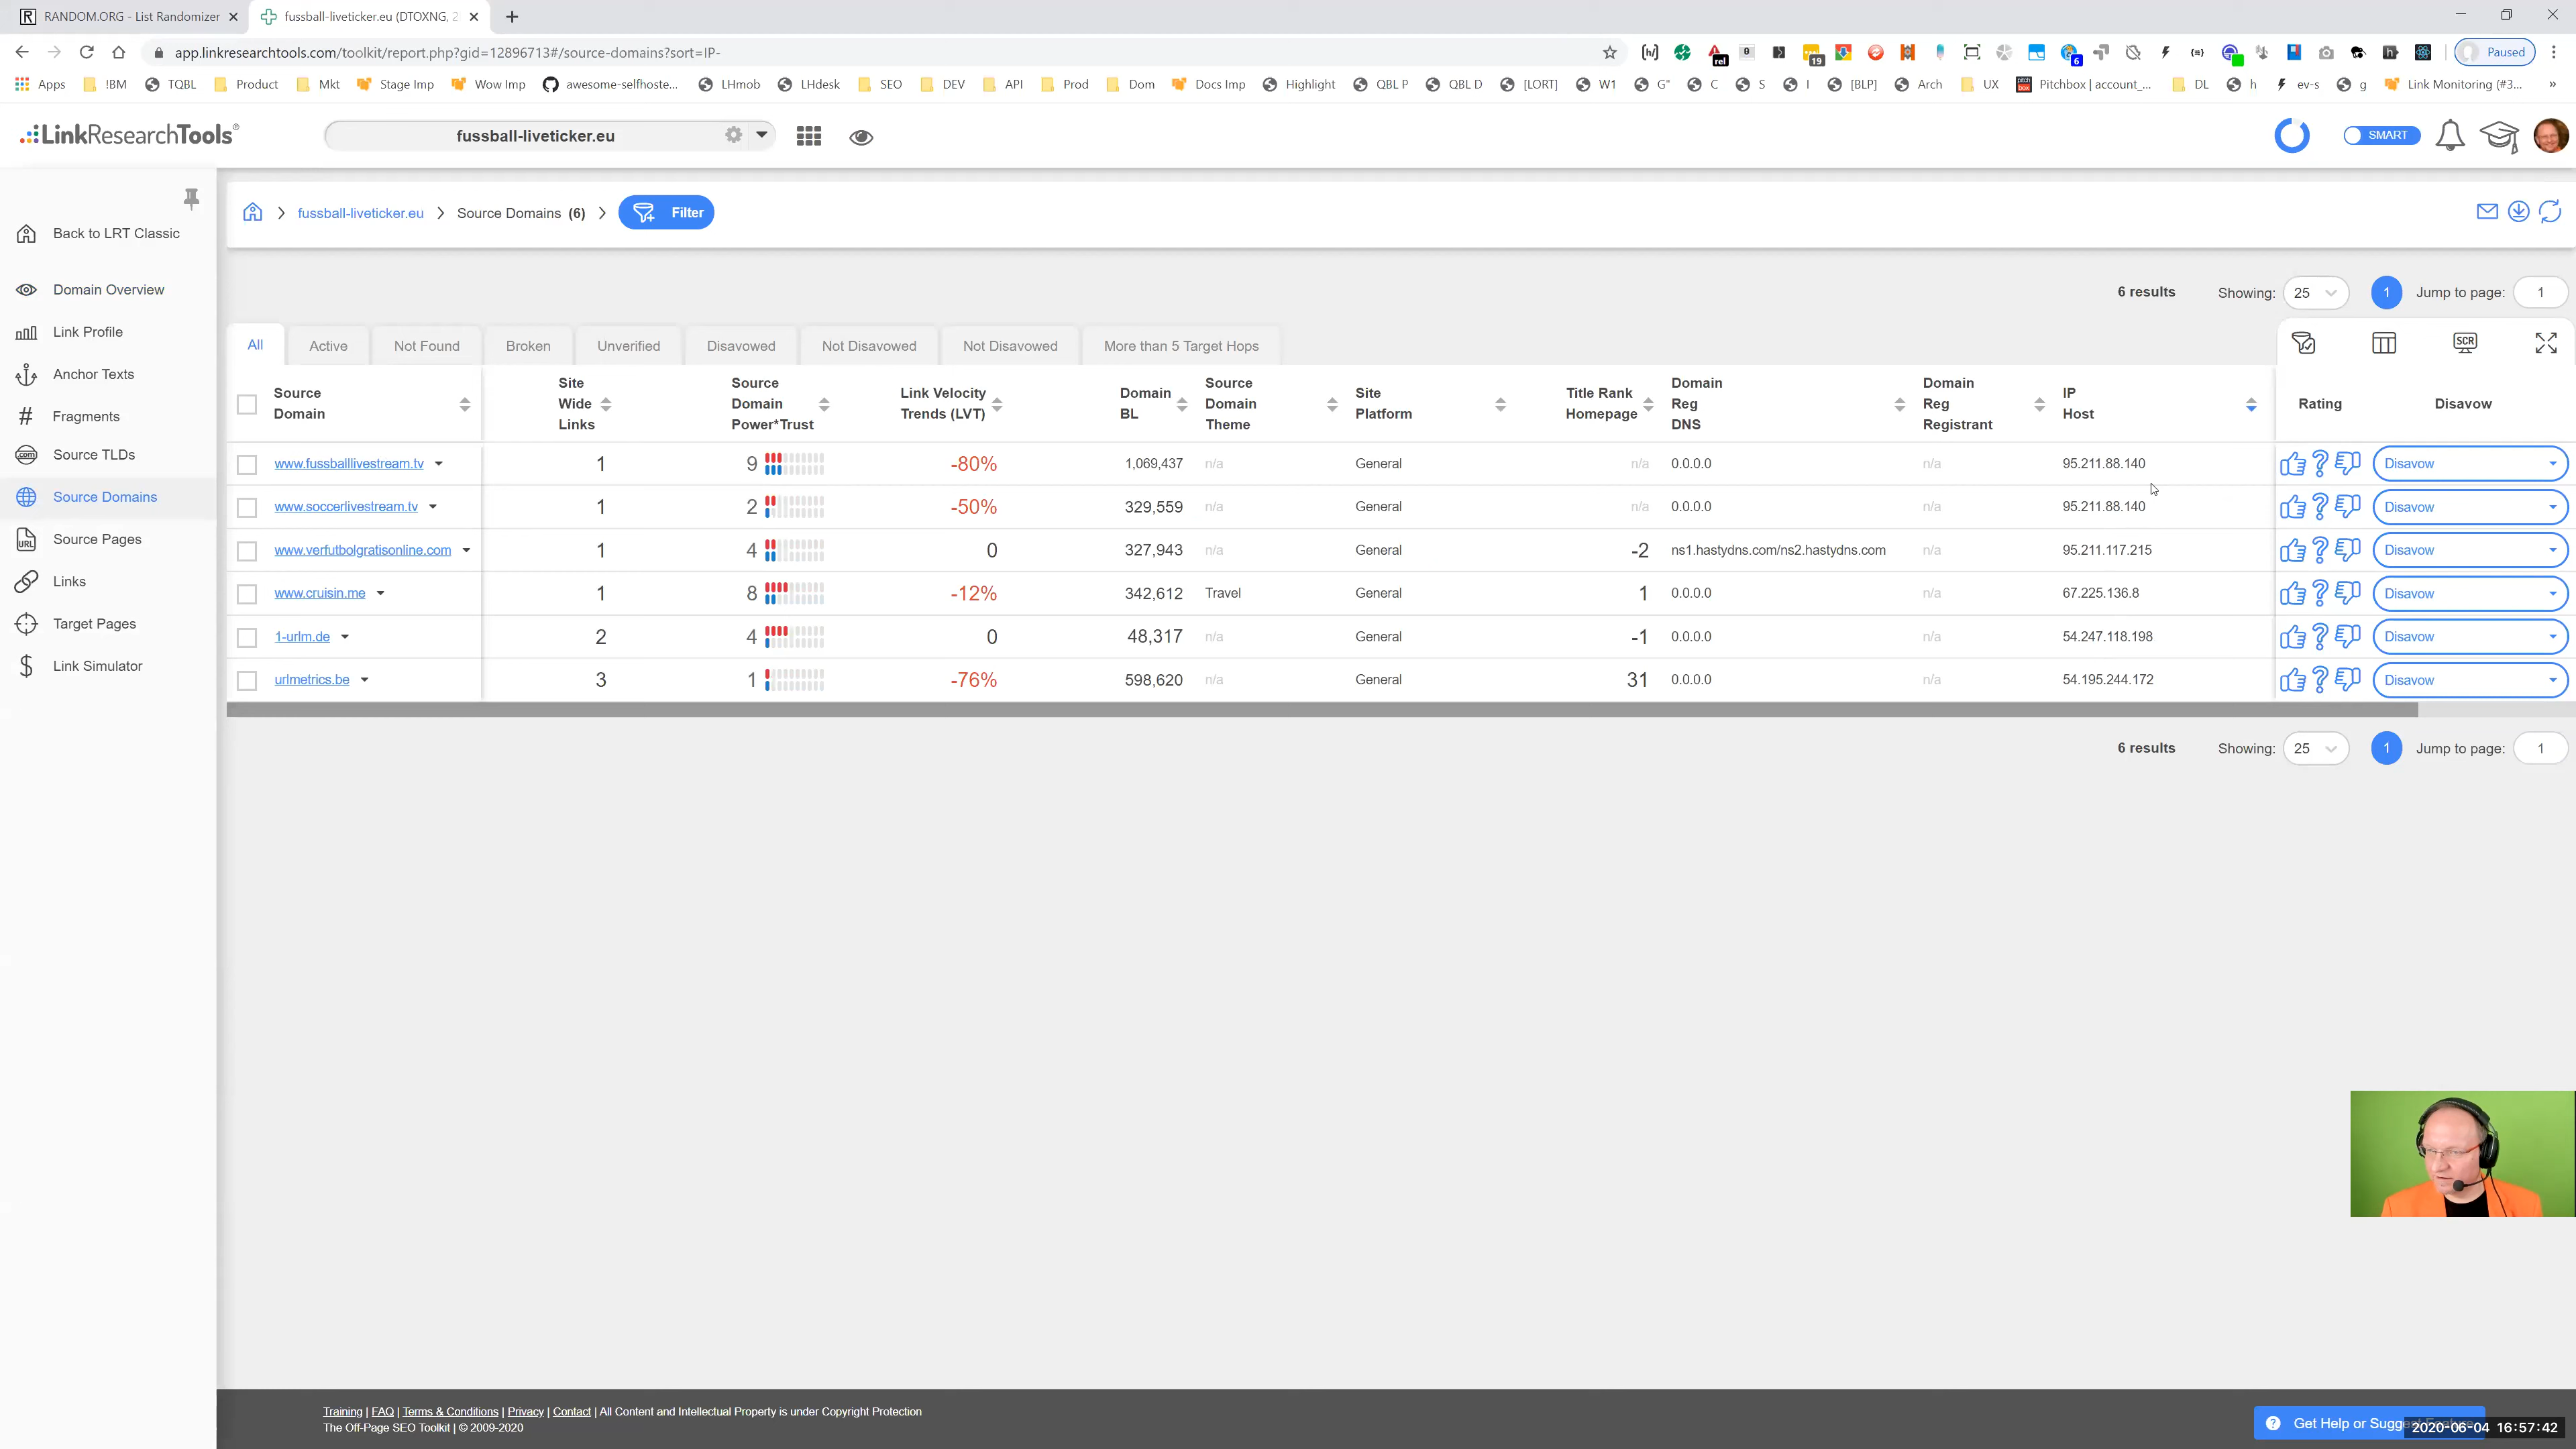 RANDOM.ORG - List Randomizer
fussball-liveticker.eu (DTOXNG, 2
app.linkresearchtools.com/toolkit/report.php?gid=12896713#/source-domains?sort=IP-
rel
19
6
Paused
Apps !BM TQBL Product Mkt Stage Imp Wow Imp awesome-selfhoste... LHmob LHdesk SEO DEV API Prod Dom Docs Imp Highlight QBL P QBL D [LORT] W1 G" C S I [BLP] Arch UX Pitchbox | account_... DL h ev-s g Link Monitoring (#3... »
LinkResearchTools®
fussball-liveticker.eu
SMART
Back to LRT Classic
Domain Overview
Link Profile
Anchor Texts
Fragments
Source TLDs
Source Domains
Source Pages
Links
Target Pages
Link Simulator
fussball-liveticker.eu > Source Domains (6) > Filter
6 results Showing: 25 1 Jump to page: 1
All Active Not Found Broken Unverified Disavowed Not Disavowed Not Disavowed More than 5 Target Hops
SCR
Source Domain
Site Wide Links
Source Domain Power*Trust
Link Velocity Trends (LVT)
Domain BL
Source Domain Theme
Site Platform
Title Rank Homepage
Domain Reg DNS
Domain Reg Registrant
IP Host
Rating
Disavow
www.fussballlivestream.tv 1 9 -80% 1,069,437 n/a General n/a 0.0.0.0 n/a 95.211.88.140 Disavow
www.soccerlivestream.tv 1 2 -50% 329,559 n/a General n/a 0.0.0.0 n/a 95.211.88.140 Disavow
www.verfutbolgratisonline.com 1 4 0 327,943 n/a General -2 ns1.hastydns.com/ns2.hastydns.com n/a 95.211.117.215 Disavow
www.cruisin.me 1 8 -12% 342,612 Travel General 1 0.0.0.0 n/a 67.225.136.8 Disavow
1-urlm.de 2 4 0 48,317 n/a General -1 0.0.0.0 n/a 54.247.118.198 Disavow
urlmetrics.be 3 1 -76% 598,620 n/a General 31 0.0.0.0 n/a 54.195.244.172 Disavow
6 results Showing: 25 1 Jump to page: 1
Training | FAQ | Terms & Conditions | Privacy | Contact | All Content and Intellectual Property is under Copyright Protection
The Off-Page SEO Toolkit | © 2009-2020
Get Help or Sugg
2020-06-04 16:57:42